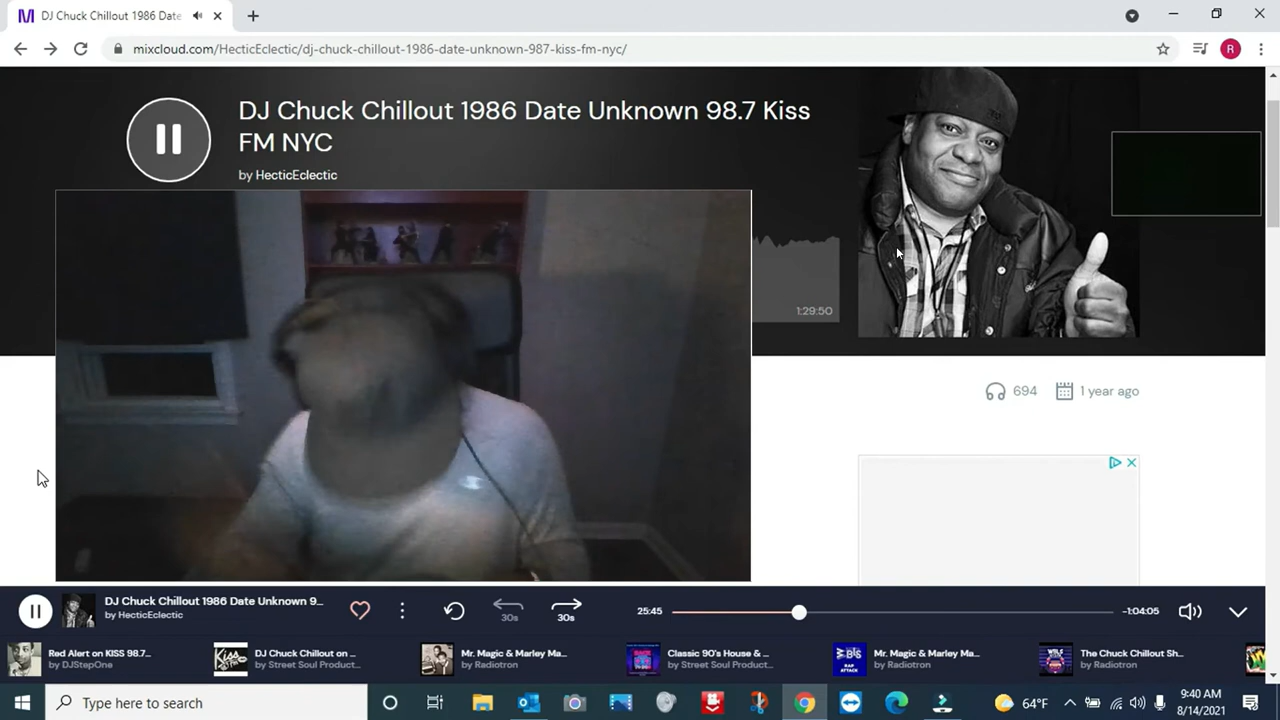 DJ Chuck Chillout 1986 Date
mixcloud.com/HecticEclectic/dj-chuck-chillout-1986-date-unknown-987-kiss-fm-nyc/
R
DJ Chuck Chillout 1986 Date Unknown 98.7 Kiss
FM NYC
by HecticEclectic
1:29:50
694
1 year ago
DJ Chuck Chillout 1986 Date Unknown 9...
by HecticEclectic
30s
30s
25:45
-1:04:05
Red Alert on KISS 98.7...
by DJStepOne
DJ Chuck Chillout on ...
by Street Soul Product...
Mr. Magic & Marley Ma...
by Radiotron
Classic 90's House & ...
by Street Soul Product...
Mr. Magic & Marley Ma...
by Radiotron
The Chuck Chillout Sh...
by Radiotron
Type here to search
64°F
9:40 AM
8/14/2021